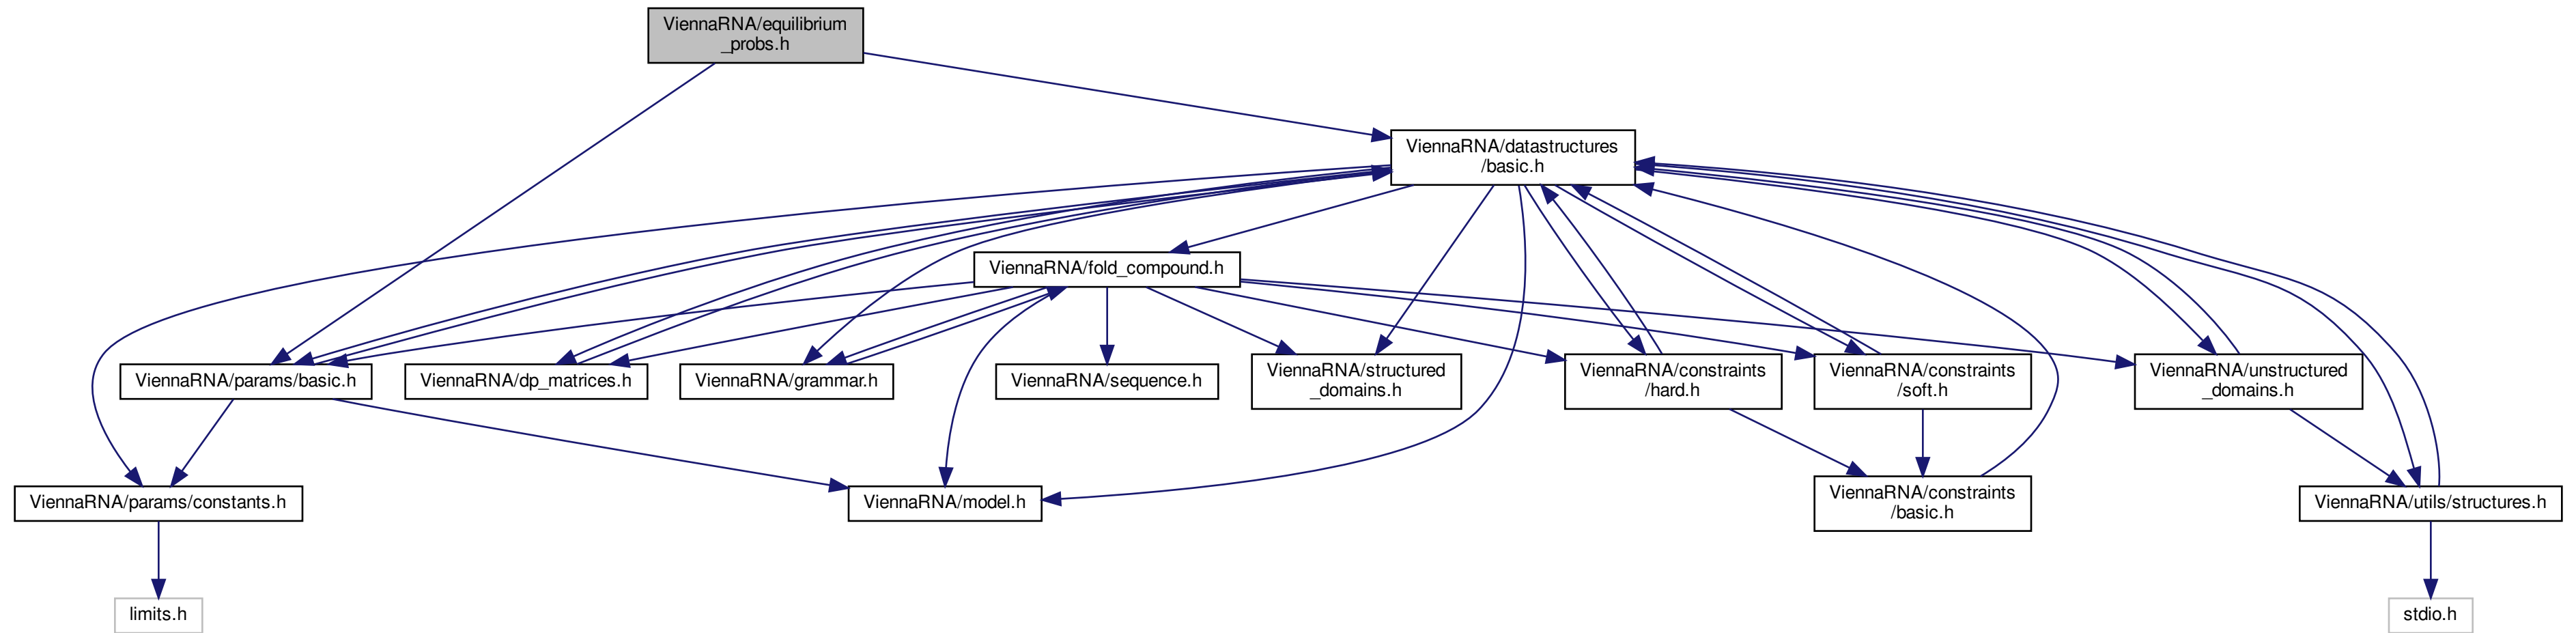 ViennaRNA/equilibrium
_probs.h
ViennaRNA/datastructures
/basic.h
ViennaRNA/fold_compound.h
ViennaRNA/params/basic.h
ViennaRNA/dp_matrices.h
ViennaRNA/grammar.h
ViennaRNA/sequence.h
ViennaRNA/structured
_domains.h
ViennaRNA/constraints
/hard.h
ViennaRNA/constraints
/soft.h
ViennaRNA/unstructured
_domains.h
ViennaRNA/params/constants.h
ViennaRNA/model.h
ViennaRNA/constraints
/basic.h
ViennaRNA/utils/structures.h
limits.h
stdio.h